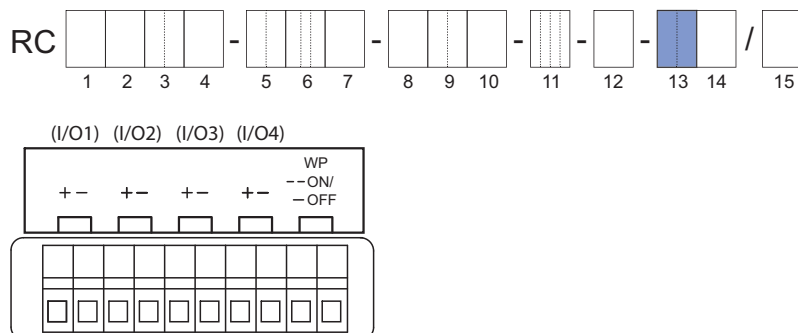 RC - - - - - /
1 2 3 4 5 6 7 8 9 10 11 12 13 14 15
(I/O1) (I/O2) (I/O3) (I/O4)
WP
+ - + - + - + - --ON/
-OFF